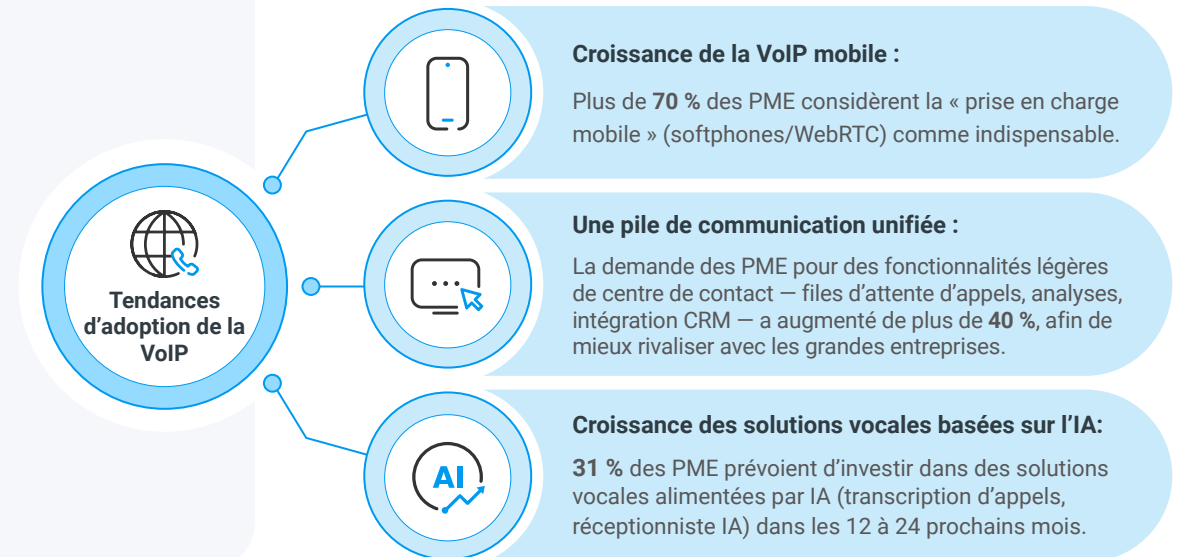 Tendances
d’adoption de la
VoIP
Croissance de la VoIP mobile :
Plus de 70 % des PME considèrent la « prise en charge
mobile » (softphones/WebRTC) comme indispensable.
Une pile de communication unifiée :
La demande des PME pour des fonctionnalités légères
de centre de contact — files d’attente d’appels, analyses,
intégration CRM — a augmenté de plus de 40 %, afin de
mieux rivaliser avec les grandes entreprises.
AI
Croissance des solutions vocales basées sur l’IA:
31 % des PME prévoient d’investir dans des solutions
vocales alimentées par IA (transcription d’appels,
réceptionniste IA) dans les 12 à 24 prochains mois.